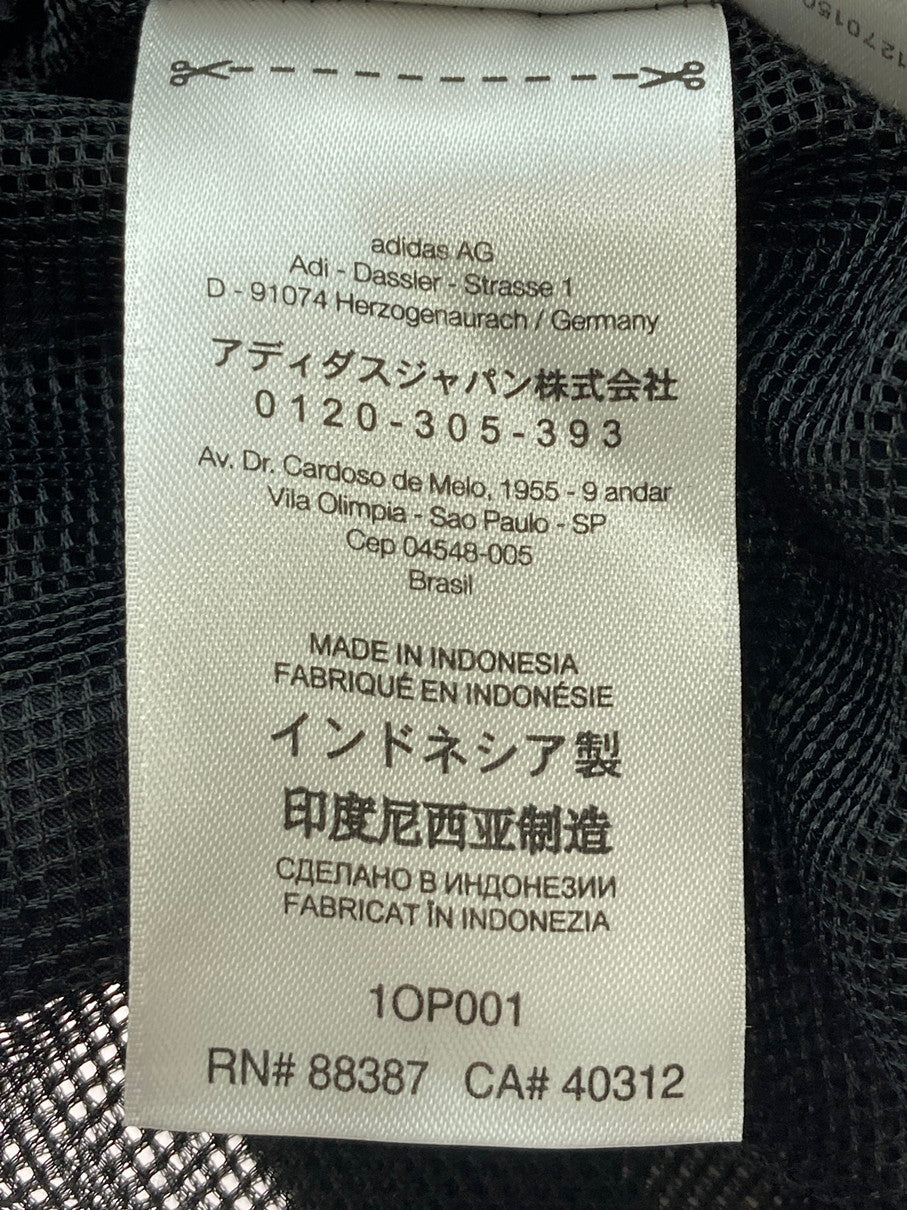 adidas AG
Adi - Dassler - Strasse 1
D - 91074 Herzogenaurach / Germany
アディダスジャパン株式会社
0120-305-393
Av. Dr. Cardoso de Melo, 1955 - 9 andar
Vila Olimpia - Sao Paulo - SP
Cep 04548-005
Brasil
MADE IN INDONESIA
FABRIQUÉ EN INDONÉSIE
インドネシア製
印度尼西亚制造
СДЕЛАНО В ИНДОНЕЗИИ
FABRICAT ÎN INDONEZIA
1OP001
RN# 88387 CA# 40312